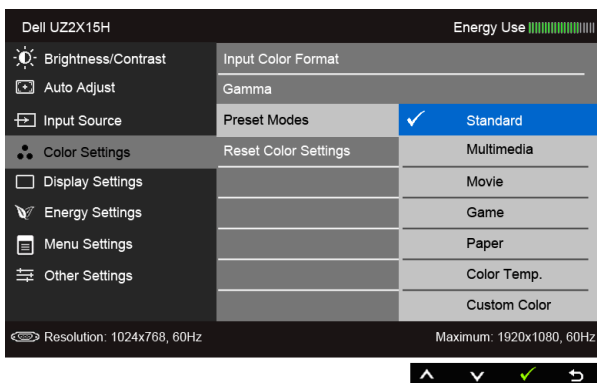 Dell UZ2X15H Energy Use
Brightness/Contrast Input Color Format
Auto Adjust Gamma
Input Source Preset Modes Standard
Color Settings Reset Color Settings Multimedia
Display Settings Movie
Energy Settings Game
Menu Settings Paper
Other Settings Color Temp.
Custom Color
Resolution: 1024x768, 60Hz Maximum: 1920x1080, 60Hz